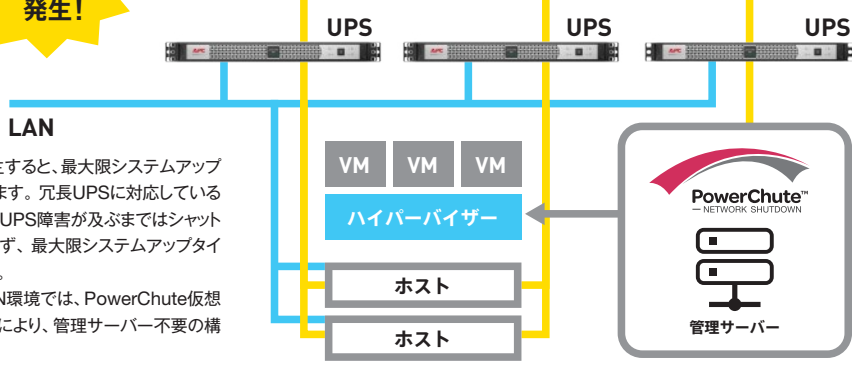 発生!
UPS
UPS
UPS
APC
APC
APC
LAN
生すると、最大限システムアップ
ます。冗長UPSに対応している
UPS障害が及ぶまではシャット
ず、最大限システムアップタイ
。
N環境では、PowerChute仮想
により、管理サーバー不要の構
VM
VM
VM
ハイパーバイザー
ホスト
ホスト
PowerChute™
NETWORK SHUTDOWN
管理サーバー